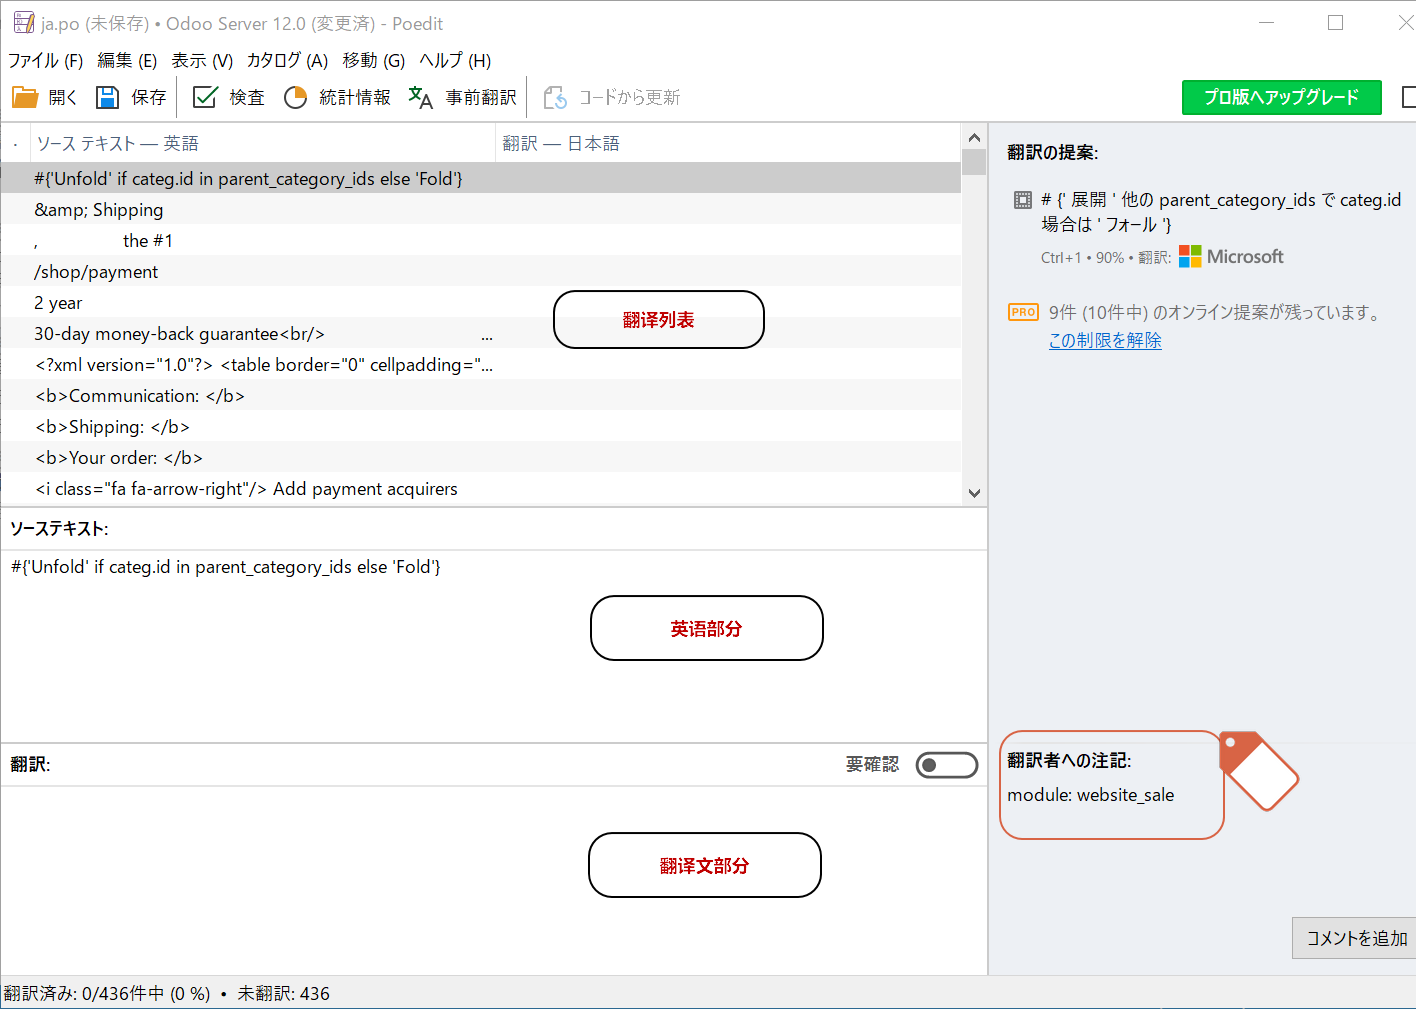 ja.po (未保存) • Odoo Server 12.0 (変更済) - Poedit
ファイル (F) 編集 (E) 表示 (V) カタログ (A) 移動 (G) ヘルプ (H)
開く 保存 検査 統計情報 事前翻訳 コードから更新 プロ版へアップグレード
. ソース テキスト — 英語 翻訳 — 日本語
#{'Unfold' if categ.id in parent_category_ids else 'Fold'}
&amp; Shipping
, the #1
/shop/payment
2 year
30-day money-back guarantee<br/> ...
<?xml version="1.0"?> <table border="0" cellpadding="...
<b>Communication: </b>
<b>Shipping: </b>
<b>Your order: </b>
<i class="fa fa-arrow-right"/> Add payment acquirers
翻译列表
ソーステキスト:
#{'Unfold' if categ.id in parent_category_ids else 'Fold'}
英语部分
翻訳: 要確認
翻译文部分
翻訳の提案:
# {' 展開 ' 他の parent_category_ids で categ.id
場合は ' フォール '}
Ctrl+1 • 90% • 翻訳: Microsoft
PRO 9件 (10件中) のオンライン提案が残っています。
この制限を解除
翻訳者への注記:
module: website_sale
コメントを追加
翻訳済み: 0/436件中 (0 %) • 未翻訳: 436